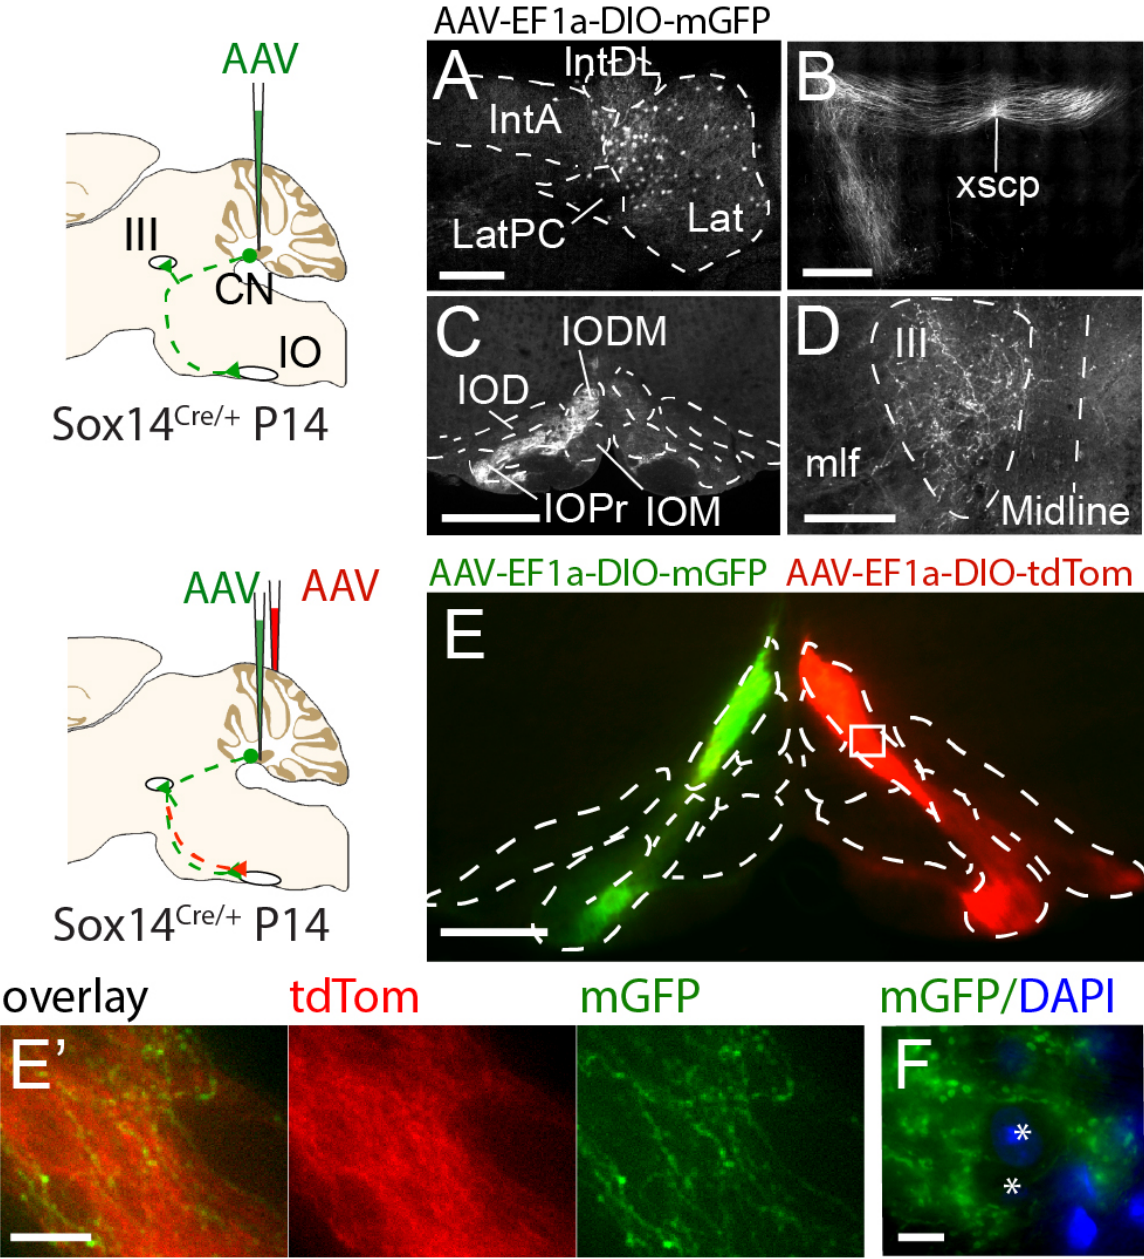 AAV-EF1a-DIO-mGFP
AAV
III
CN
IO
Sox14Cre/+ P14
A
IntDL
IntA
LatPC
Lat
B
xscp
C
IODM
IOD
IOPr
IOM
D
III
mlf
Midline
AAV
AAV
Sox14Cre/+ P14
AAV-EF1a-DIO-mGFP
AAV-EF1a-DIO-tdTom
E
overlay
tdTom
mGFP
mGFP/DAPI
E’
F
*
*